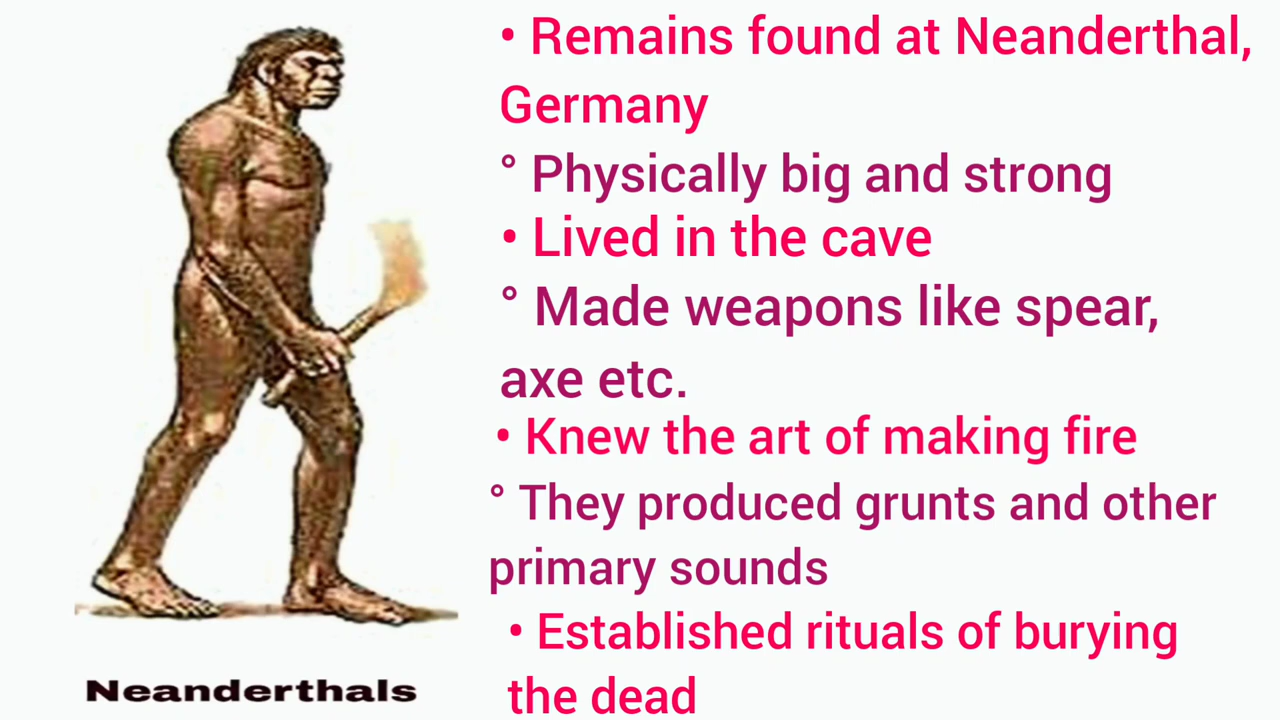 • Remains found at Neanderthal,
Germany
° Physically big and strong
• Lived in the cave
° Made weapons like spear,
axe etc.
• Knew the art of making fire
° They produced grunts and other
primary sounds
• Established rituals of burying
the dead
Neanderthals